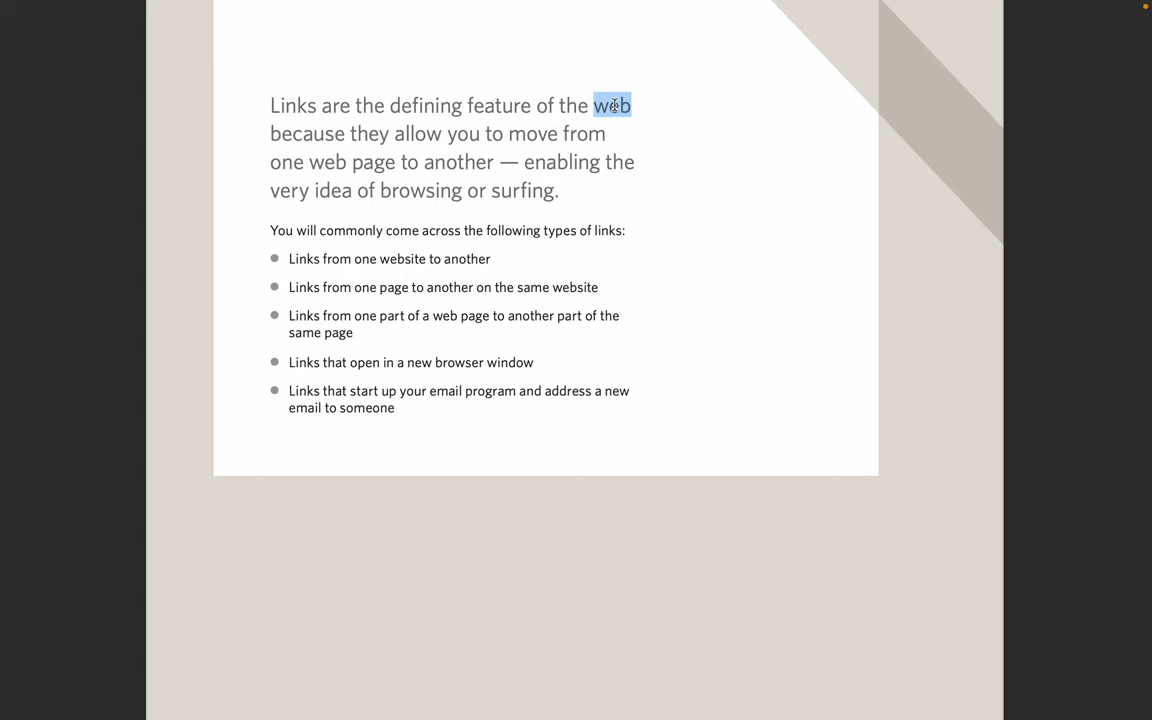 Links are the defining feature of the web
because they allow you to move from
one web page to another — enabling the
very idea of browsing or surfing.
You will commonly come across the following types of links:
Links from one website to another
Links from one page to another on the same website
Links from one part of a web page to another part of the
same page
Links that open in a new browser window
Links that start up your email program and address a new
email to someone